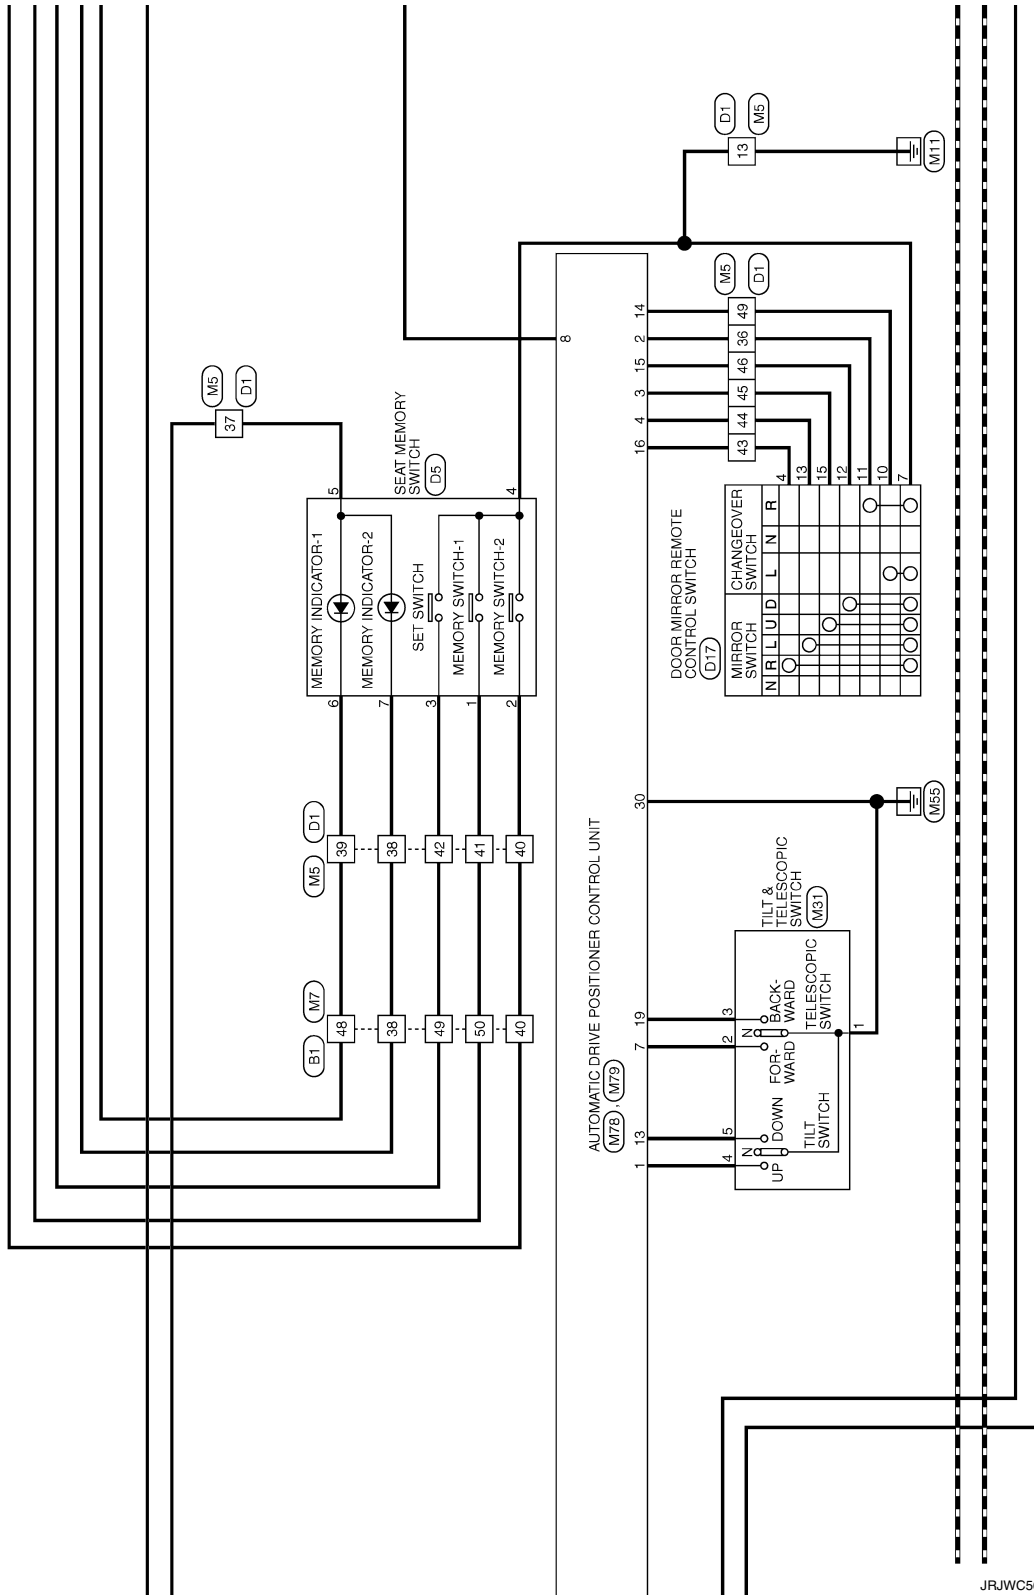 D1
M5
13
M11
M5
D1
49
36
46
45
44
43
14
2
15
3
4
16
8
M5
D1
37
SEAT MEMORY
SWITCH
D5
5
4
MEMORY INDICATOR-1
MEMORY INDICATOR-2
SET SWITCH
MEMORY SWITCH-1
MEMORY SWITCH-2
6
7
3
1
2
D1
M5
39
38
42
41
40
M7
B1
48
38
49
50
40
4
13
15
12
11
10
7
DOOR MIRROR REMOTE
CONTROL SWITCH
D17
MIRROR
SWITCH
CHANGEOVER
SWITCH
N R L U D L N R
30
M55
AUTOMATIC DRIVE POSITIONER CONTROL UNIT
M78 , M79
1
13
7
19
TILT &
TELESCOPIC
SWITCH
M31
4
5
2
3
1
UP
N
DOWN
TILT
SWITCH
FOR-
WARD
N
BACK-
WARD
TELESCOPIC
SWITCH